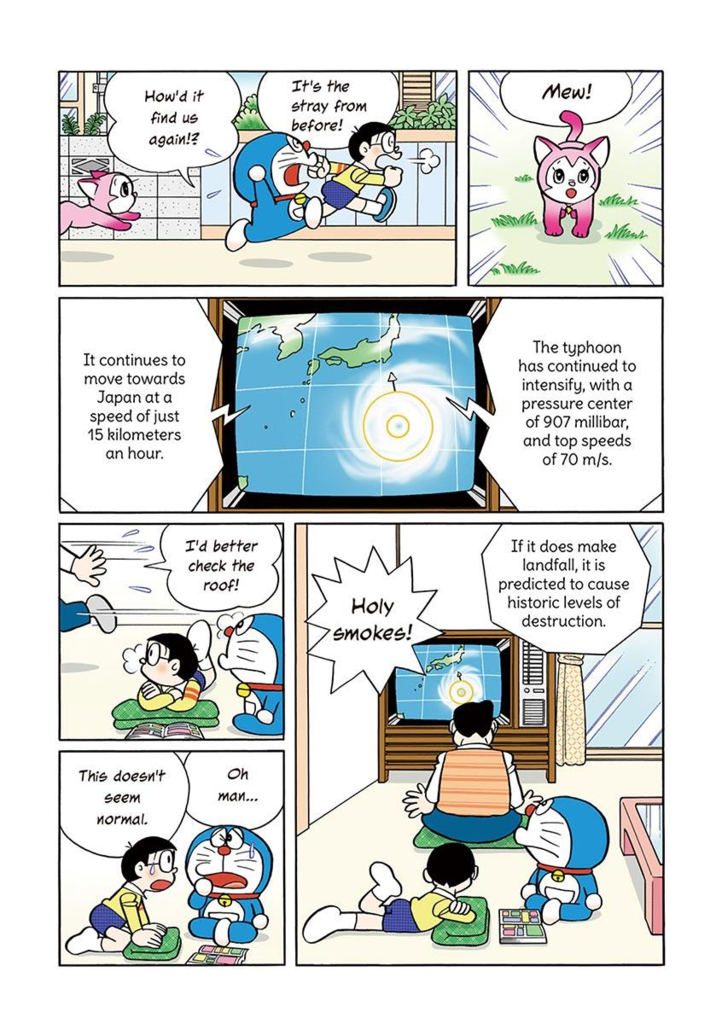 Mew!
It's the
stray from
before!
How'd it
find us
again!?
The typhoon
has continued to
intensify, with a
pressure center
of 907 millibar,
and top speeds
of 70 m/s.
It continues to
move towards
Japan at a
speed of just
15 kilometers
an hour.
If it does make
landfall, it is
predicted to cause
historic levels of
destruction.
Holy
smokes!
I'd better
check the
roof!
Oh
man...
This doesn't
seem
normal.